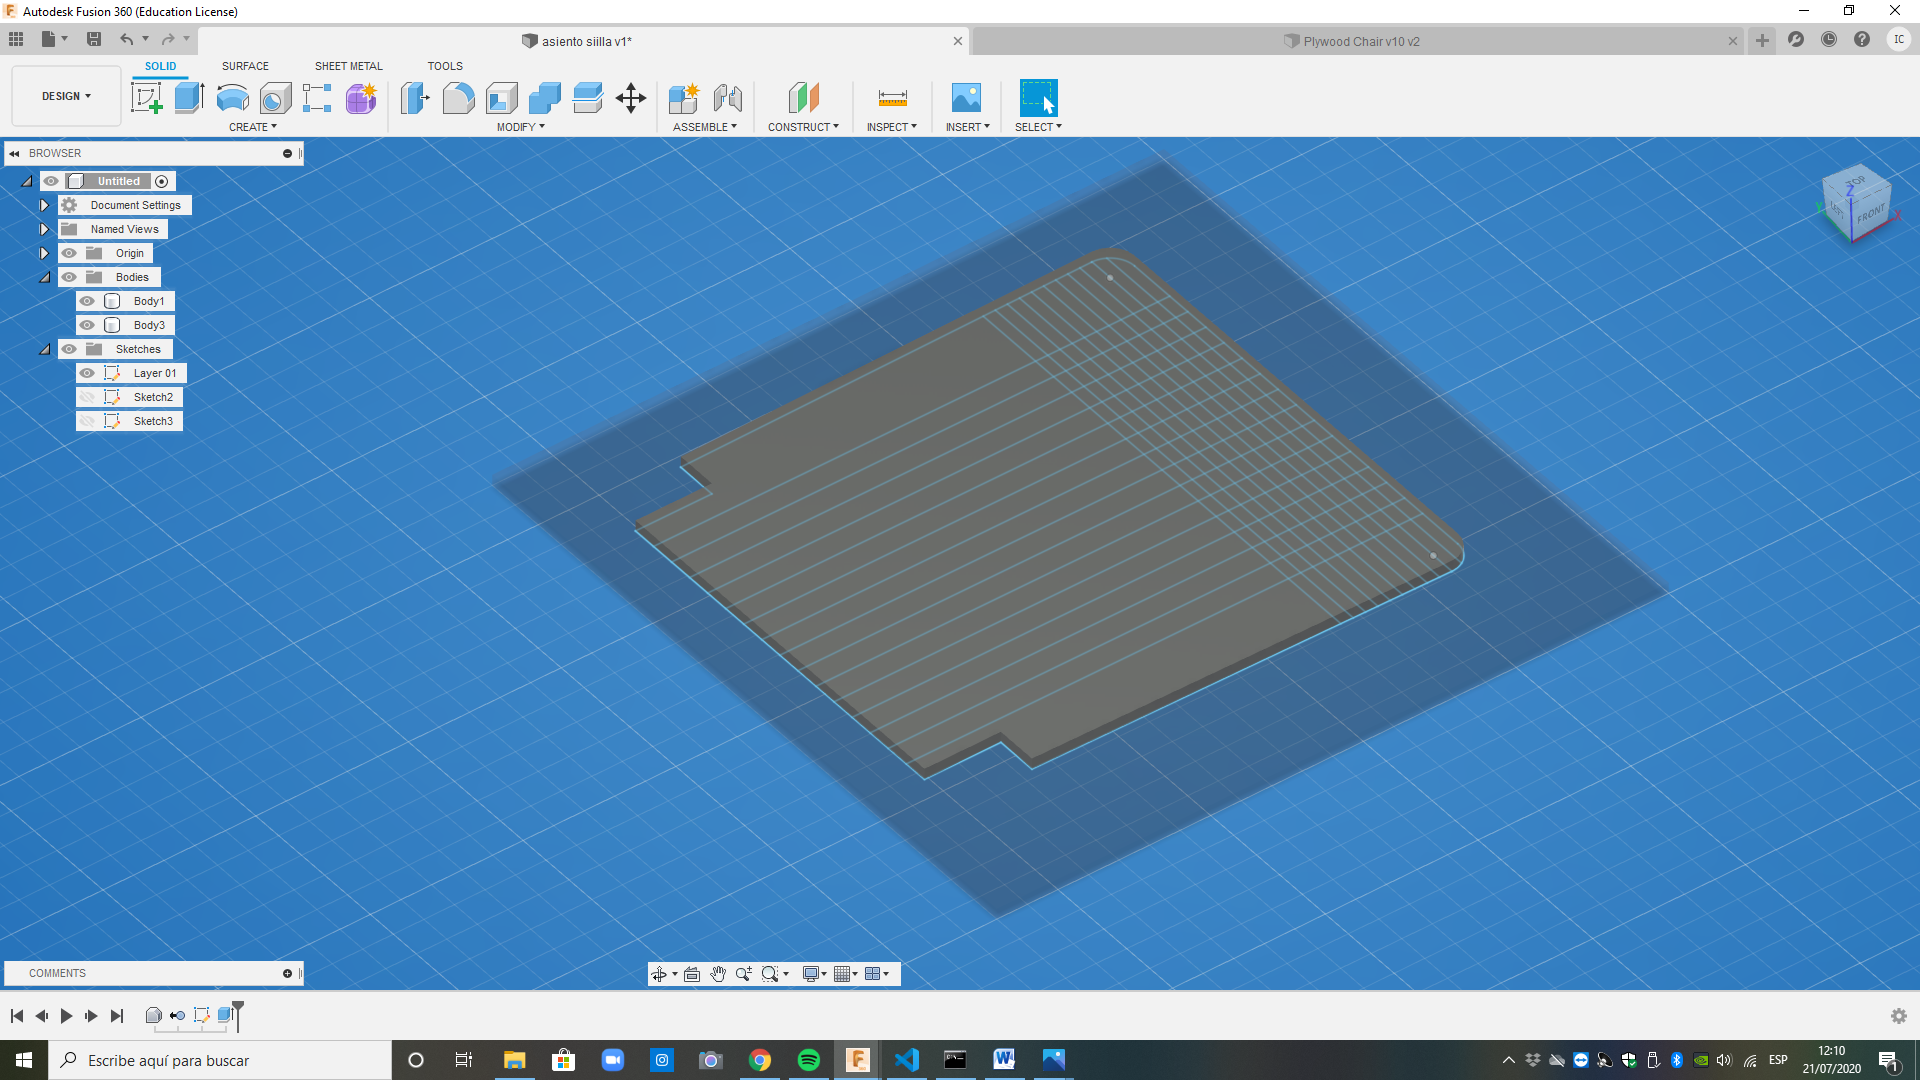 Autodesk Fusion 360 (Education License)
asiento siilla v1*
Plywood Chair v10 v2
IC
SOLID SURFACE SHEET METAL TOOLS
DESIGN
CREATE MODIFY ASSEMBLE CONSTRUCT INSPECT INSERT SELECT
BROWSER
Untitled
Document Settings
Named Views
Origin
Bodies
Body1
Body3
Sketches
Layer 01
Sketch2
Sketch3
TOP
LEFT
FRONT
Z
X
Y
COMMENTS
Escribe aquí para buscar
ESP
12:10
21/07/2020
1